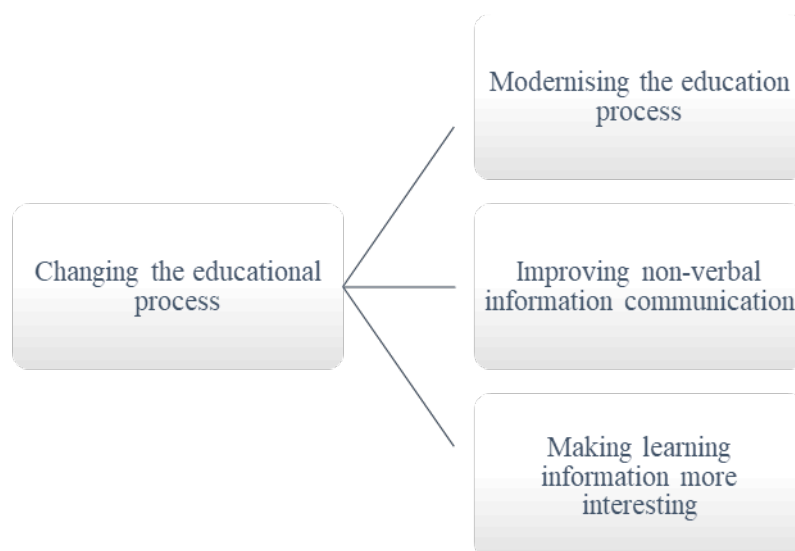 Modernising the education
process
Changing the educational
process
Improving non-verbal
information communication
Making learning
information more
interesting